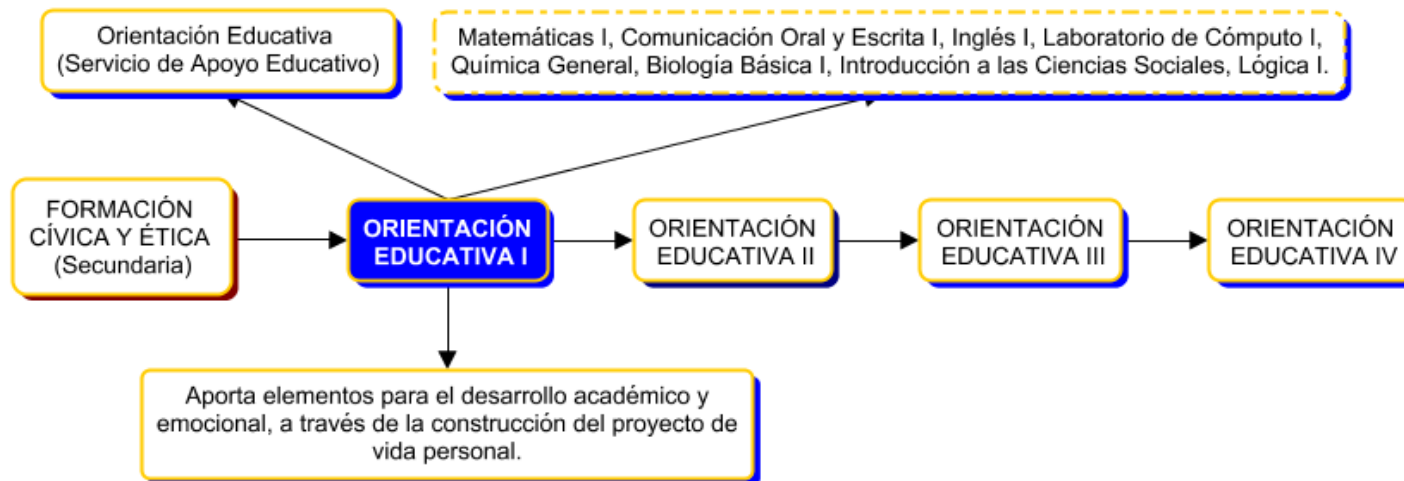 Orientación Educativa
(Servicio de Apoyo Educativo)
Matemáticas I, Comunicación Oral y Escrita I, Inglés I, Laboratorio de Cómputo I,
Química General, Biología Básica I, Introducción a las Ciencias Sociales, Lógica I.
FORMACIÓN
CÍVICA Y ÉTICA
(Secundaria)
ORIENTACIÓN
EDUCATIVA I
ORIENTACIÓN
EDUCATIVA II
ORIENTACIÓN
EDUCATIVA III
ORIENTACIÓN
EDUCATIVA IV
Aporta elementos para el desarrollo académico y
emocional, a través de la construcción del proyecto de
vida personal.